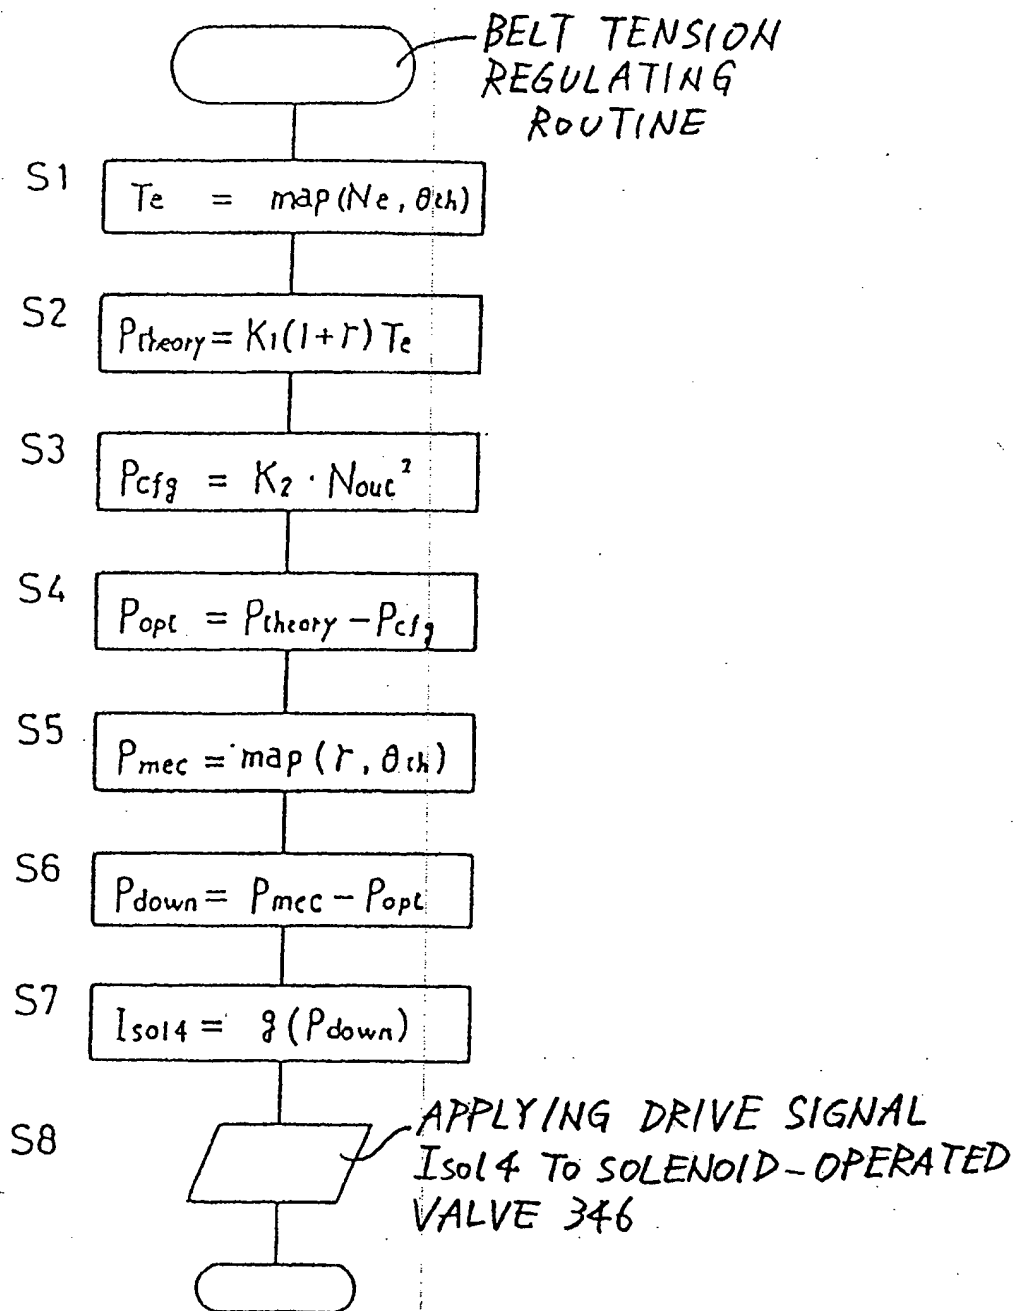 BELT TENSION
REGULATING
ROUTINE
S1
Te = map(Ne, θth)
S2
Ptheory = K1(1+r)Te
S3
Pcfg = K2 · Nout²
S4
Popt = Ptheory - Pcfg
S5
Pmec = map(r, θth)
S6
Pdown = Pmec - Popt
S7
Isol4 = g(Pdown)
S8
APPLYING DRIVE SIGNAL
Isol4 TO SOLENOID-OPERATED
VALVE 346